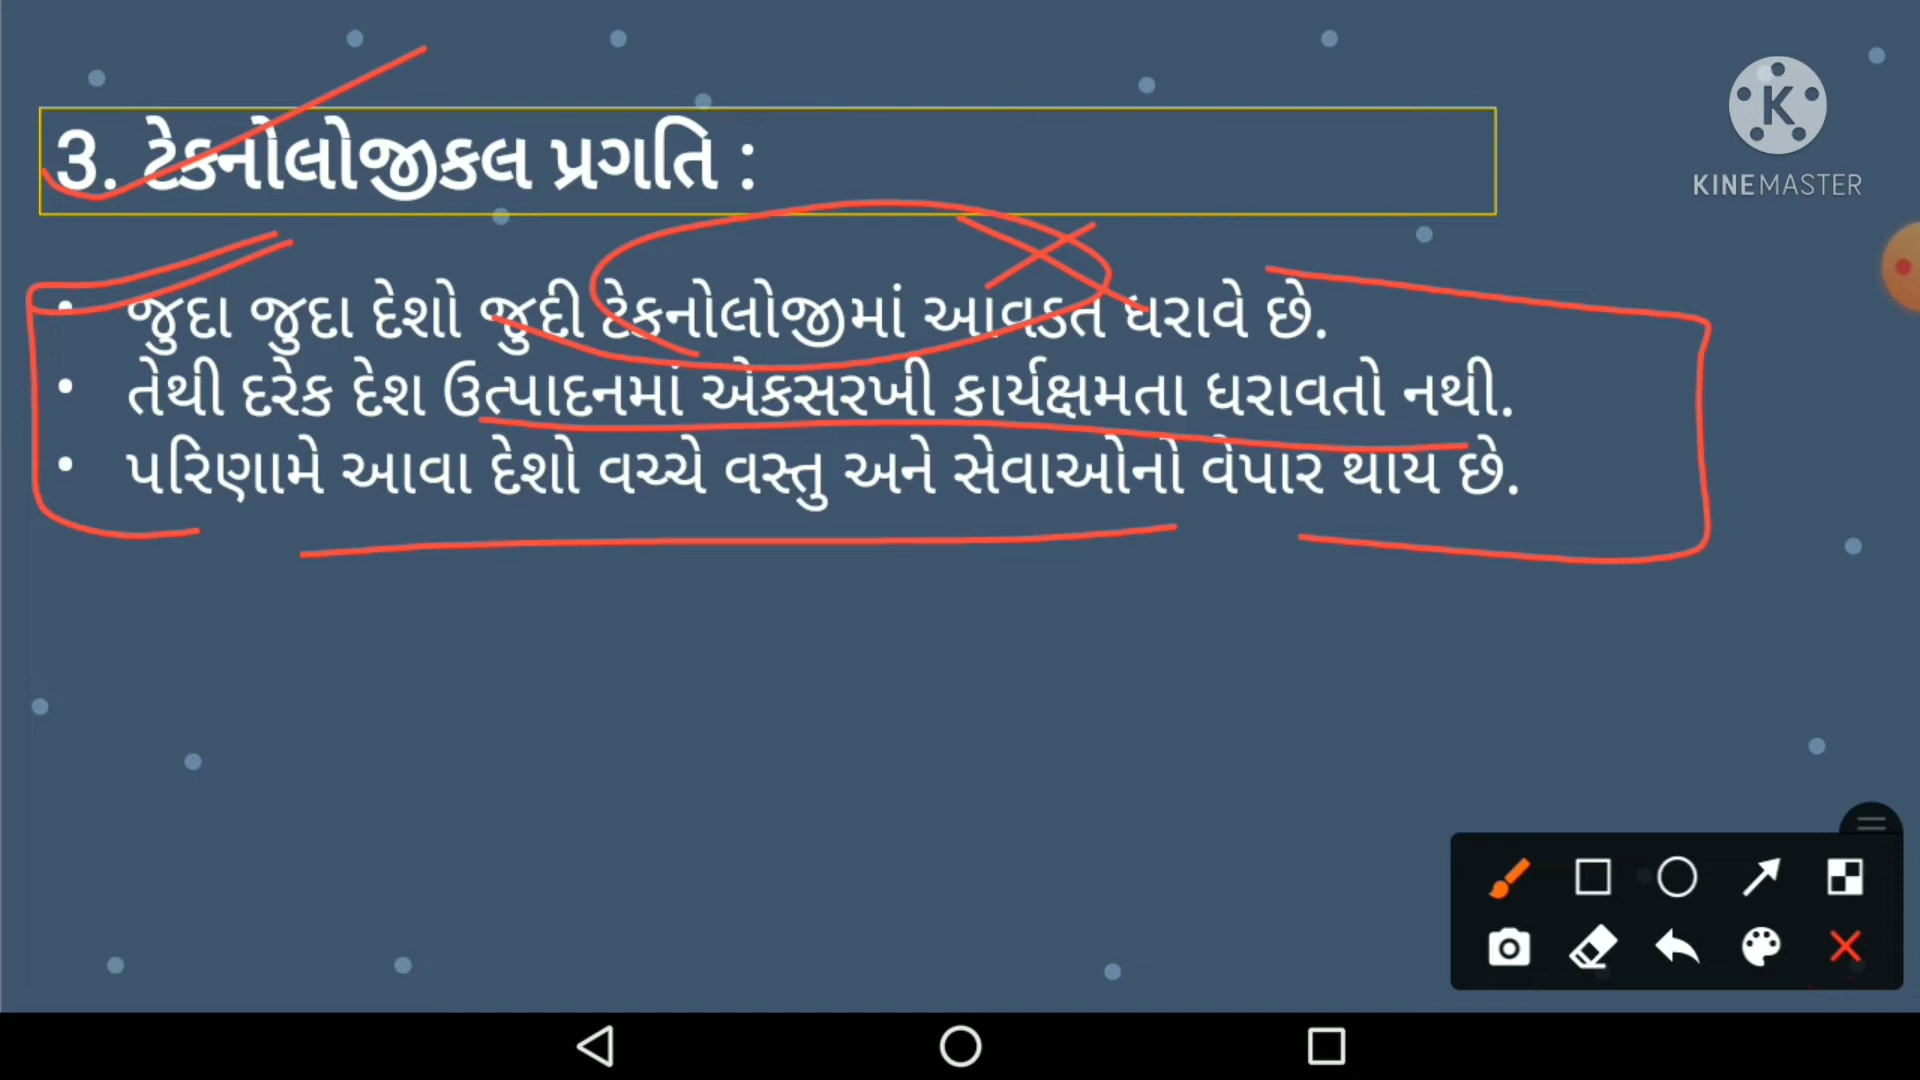 3. ટેક્નોલોજીકલ પ્રગતિ :
K
KINEMASTER
• જુદા જુદા દેશો જુદી ટેકનોલોજીમાં આવડત ધરાવે છે.
• તેથી દરેક દેશ ઉત્પાદનમાં એકસરખી કાર્યક્ષમતા ધરાવતો નથી.
• પરિણામે આવા દેશો વચ્ચે વસ્તુ અને સેવાઓનો વેપાર થાય છે.